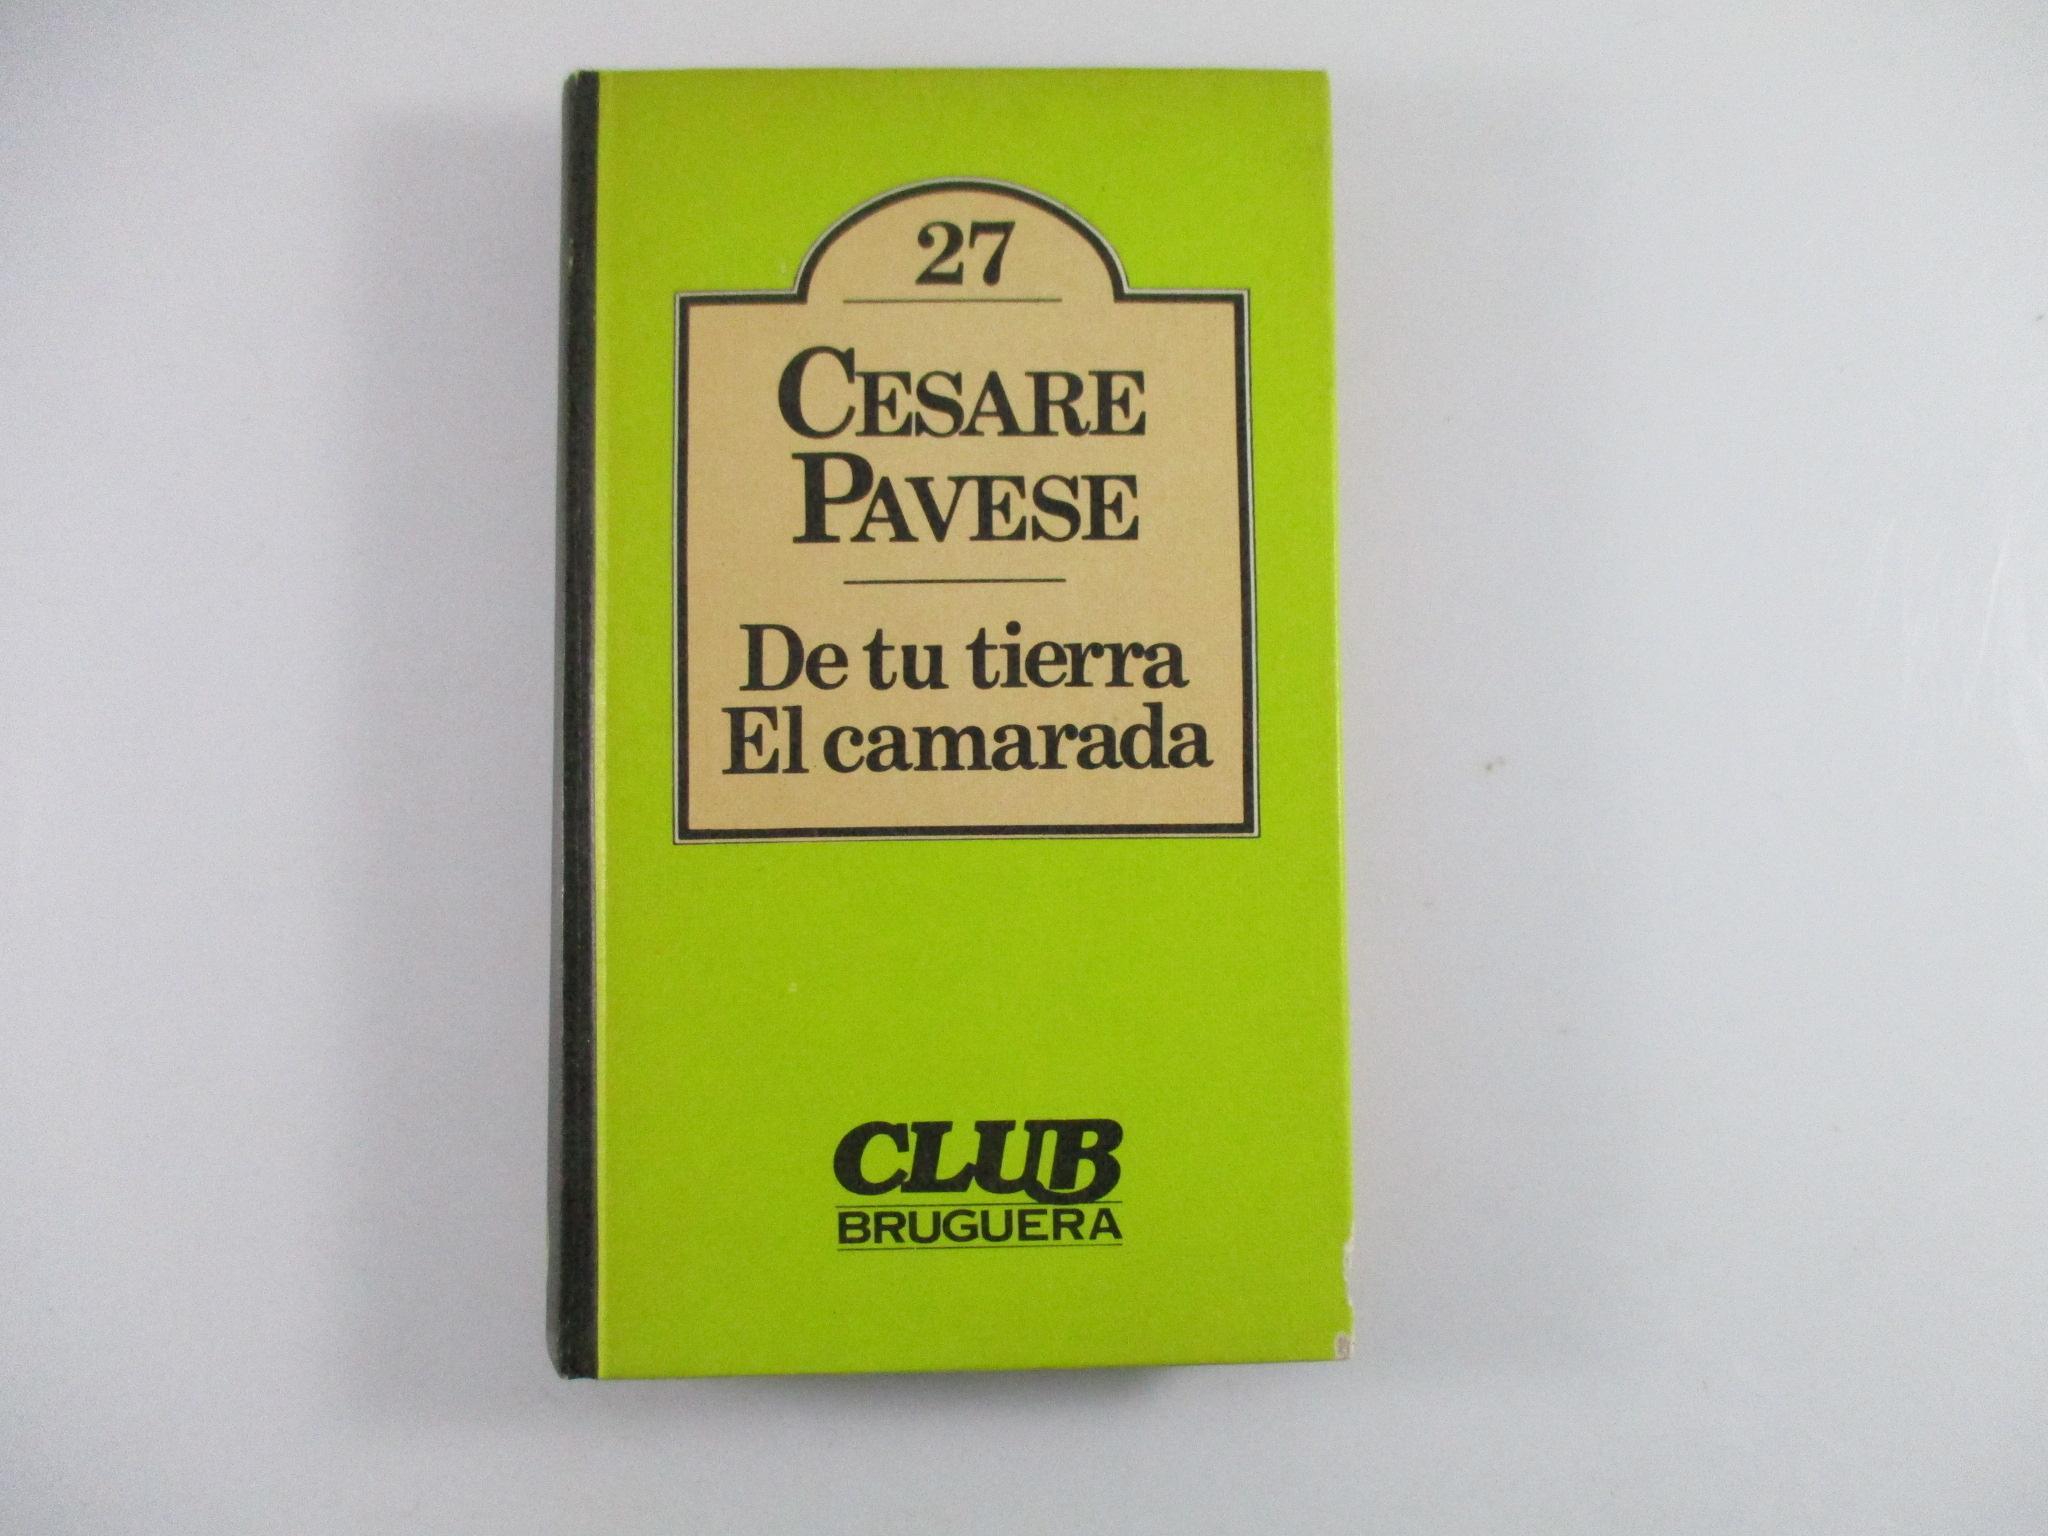 27
CESARE
PAVESE
De tu tierra
El camarada
CLUB
BRUGUERA